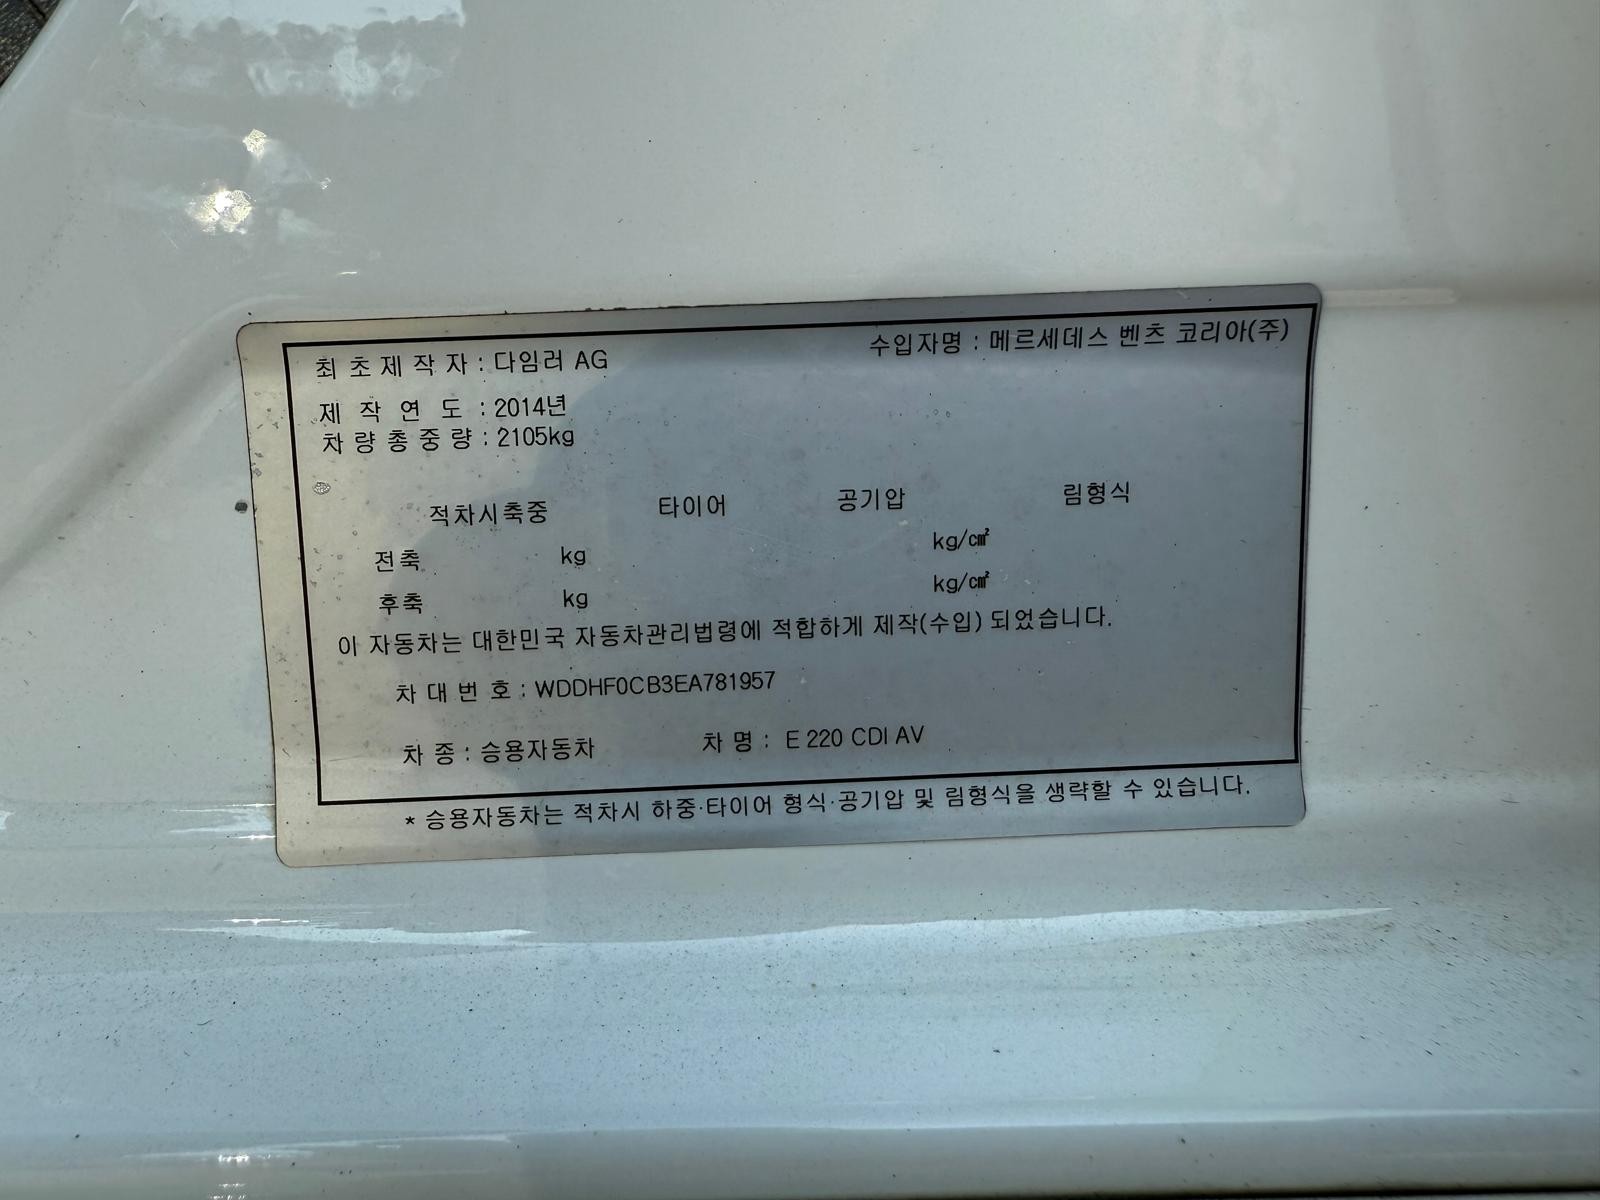 최초제작자 : 다임러 AG 수입자명 : 메르세데스 벤츠 코리아(주)
제작연도 : 2014년
차량총중량 : 2105kg
적차시축중 타이어 공기압 림형식
전축 kg kg/㎠
후축 kg kg/㎠
이 자동차는 대한민국 자동차관리법령에 적합하게 제작(수입) 되었습니다.
차대번호 : WDDHF0CB3EA781957
차종 : 승용자동차 차명 : E 220 CDI AV
* 승용자동차는 적차시 하중·타이어 형식·공기압 및 림형식을 생략할 수 있습니다.